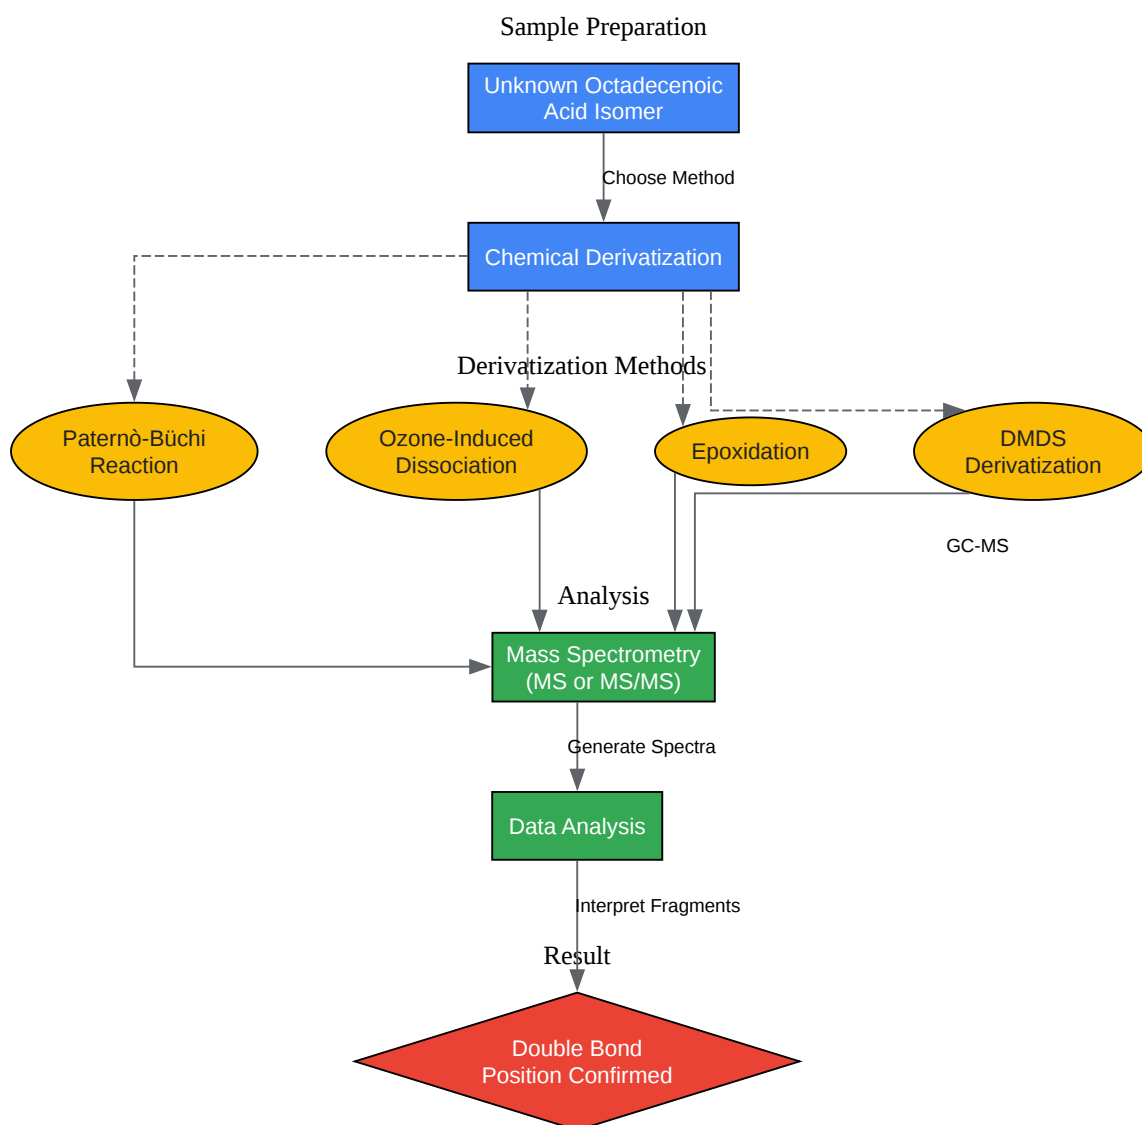 Sample Preparation
Unknown Octadecenoic
Acid Isomer
Choose Method
Chemical Derivatization
Derivatization Methods
Paternò-Büchi
Reaction
Ozone-Induced
Dissociation
Epoxidation
DMDS
Derivatization
GC-MS
Analysis
Mass Spectrometry
(MS or MS/MS)
Generate Spectra
Data Analysis
Interpret Fragments
Result
Double Bond
Position Confirmed